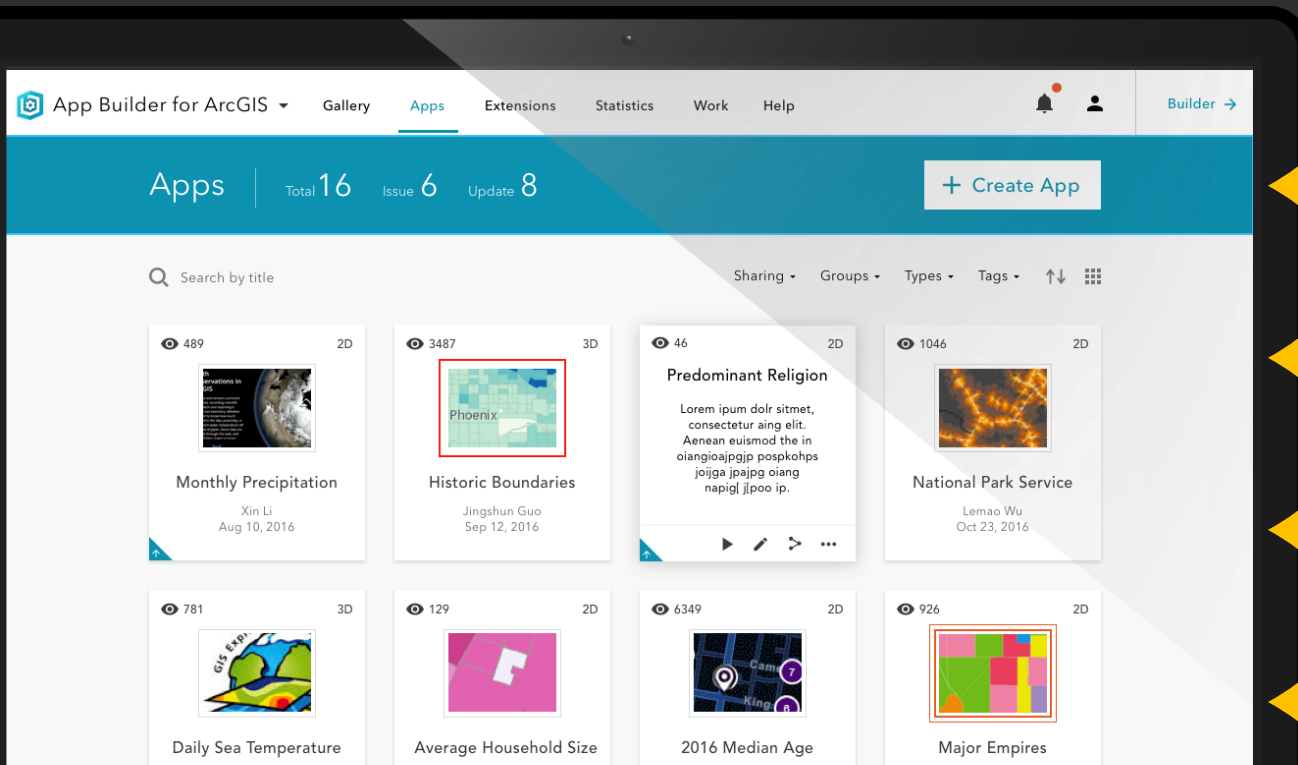 App Builder for ArcGIS Gallery Apps Extensions Statistics Work Help Builder →
Apps Total 16 Issue 6 Update 8 + Create App
Search by title Sharing Groups Types Tags
489 2D
Monthly Precipitation
Xin Li
Aug 10, 2016
3487 3D
Phoenix
Historic Boundaries
Jingshun Guo
Sep 12, 2016
46 2D
Predominant Religion
Lorem ipum dolr sitmet,
consectetur aing elit.
Aenean euismod the in
oiangioajpgjp pospkohps
joijga jpajpg oiang
napig[ j[poo ip.
1046 2D
National Park Service
Lemao Wu
Oct 23, 2016
781 3D
GIS
Daily Sea Temperature
129 2D
Average Household Size
6349 2D
7
King
6
2016 Median Age
926 2D
Major Empires